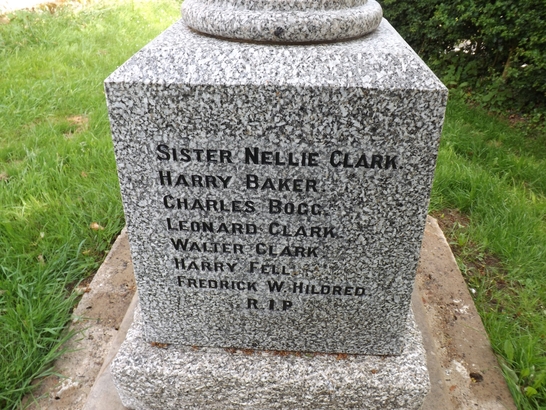 SISTER NELLIE CLARK.
HARRY BAKER.
CHARLES BOGG.
LEONARD CLARK.
WALTER CLARK.
HARRY FELL.
FREDRICK W. HILDRED.
R.I.P